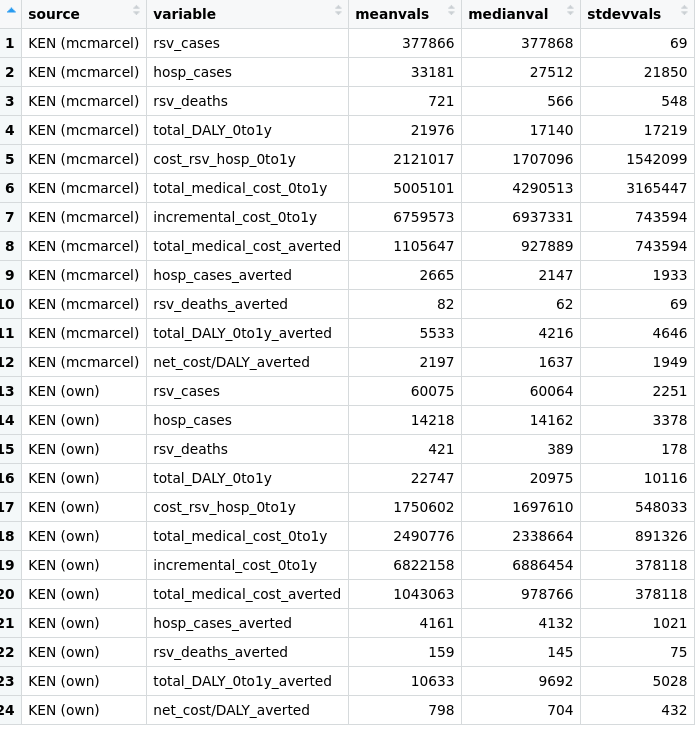 source variable meanvals medianval stdevvals
1 KEN (mcmarcel) rsv_cases 377866 377868 69
2 KEN (mcmarcel) hosp_cases 33181 27512 21850
3 KEN (mcmarcel) rsv_deaths 721 566 548
4 KEN (mcmarcel) total_DALY_0to1y 21976 17140 17219
5 KEN (mcmarcel) cost_rsv_hosp_0to1y 2121017 1707096 1542099
6 KEN (mcmarcel) total_medical_cost_0to1y 5005101 4290513 3165447
7 KEN (mcmarcel) incremental_cost_0to1y 6759573 6937331 743594
8 KEN (mcmarcel) total_medical_cost_averted 1105647 927889 743594
9 KEN (mcmarcel) hosp_cases_averted 2665 2147 1933
10 KEN (mcmarcel) rsv_deaths_averted 82 62 69
11 KEN (mcmarcel) total_DALY_0to1y_averted 5533 4216 4646
12 KEN (mcmarcel) net_cost/DALY_averted 2197 1637 1949
13 KEN (own) rsv_cases 60075 60064 2251
14 KEN (own) hosp_cases 14218 14162 3378
15 KEN (own) rsv_deaths 421 389 178
16 KEN (own) total_DALY_0to1y 22747 20975 10116
17 KEN (own) cost_rsv_hosp_0to1y 1750602 1697610 548033
18 KEN (own) total_medical_cost_0to1y 2490776 2338664 891326
19 KEN (own) incremental_cost_0to1y 6822158 6886454 378118
20 KEN (own) total_medical_cost_averted 1043063 978766 378118
21 KEN (own) hosp_cases_averted 4161 4132 1021
22 KEN (own) rsv_deaths_averted 159 145 75
23 KEN (own) total_DALY_0to1y_averted 10633 9692 5028
24 KEN (own) net_cost/DALY_averted 798 704 432